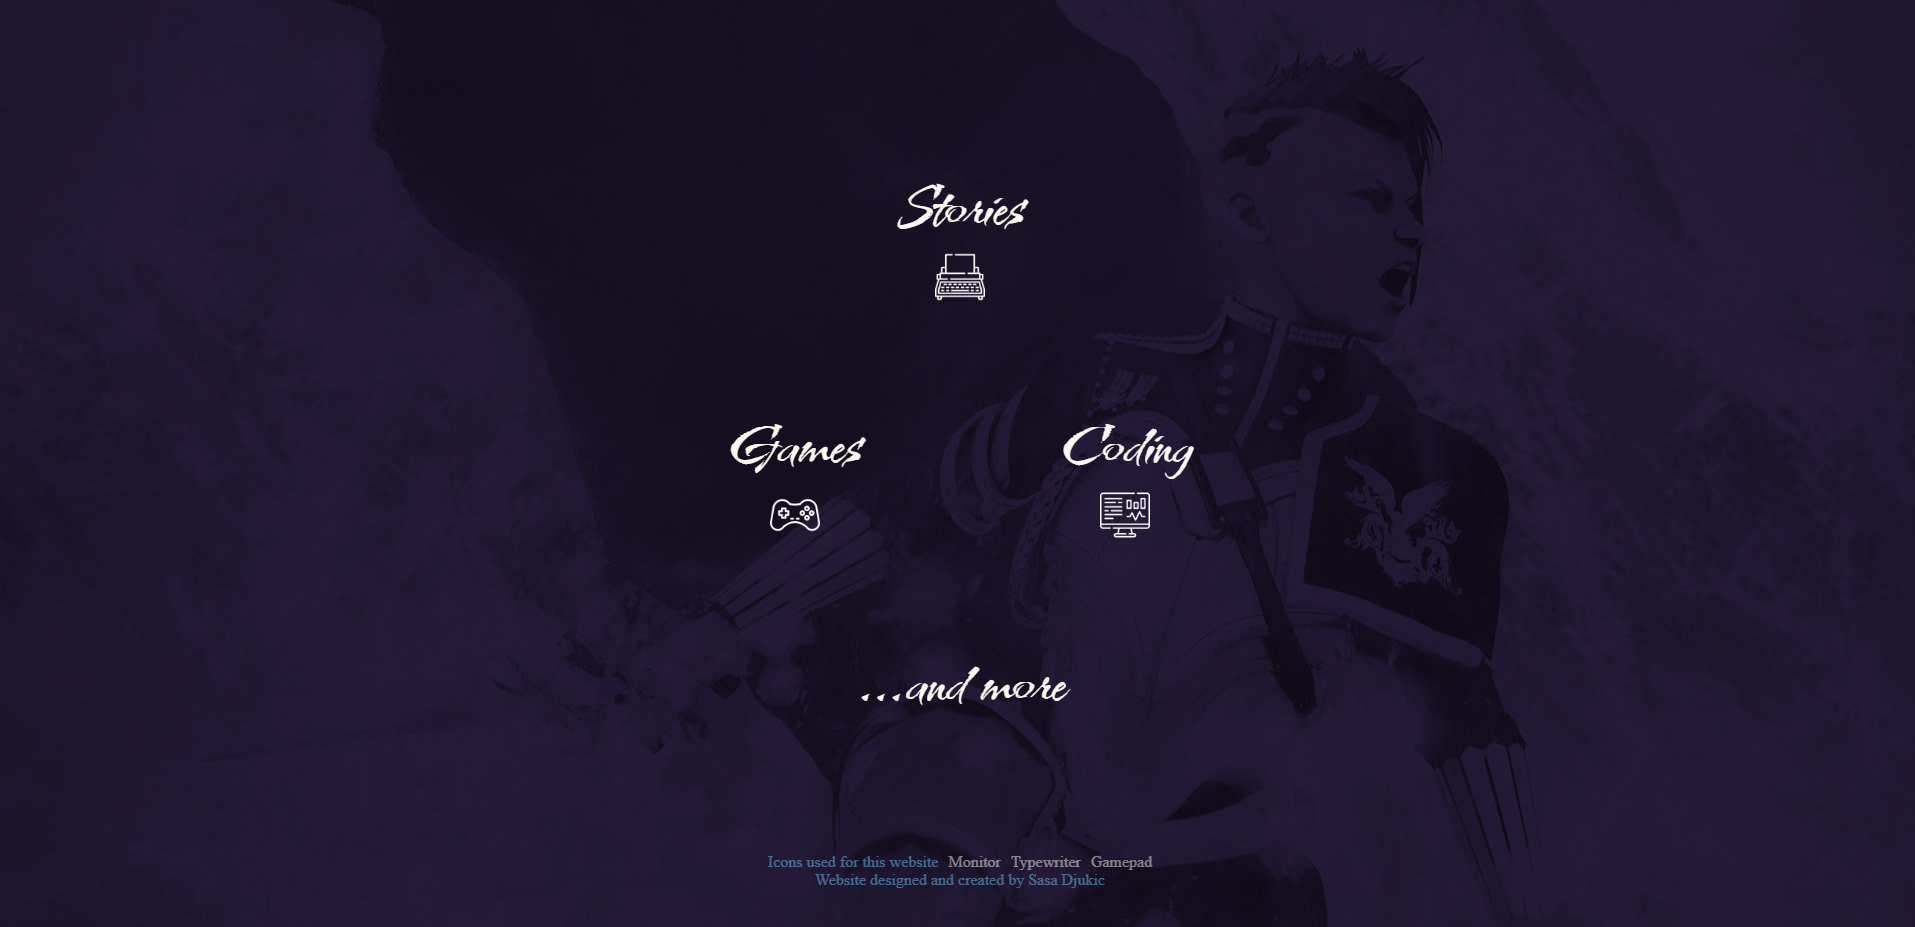 Stories
Games
Coding
...and more
Icons used for this website Monitor Typewriter Gamepad
Website designed and created by Sasa Djukic